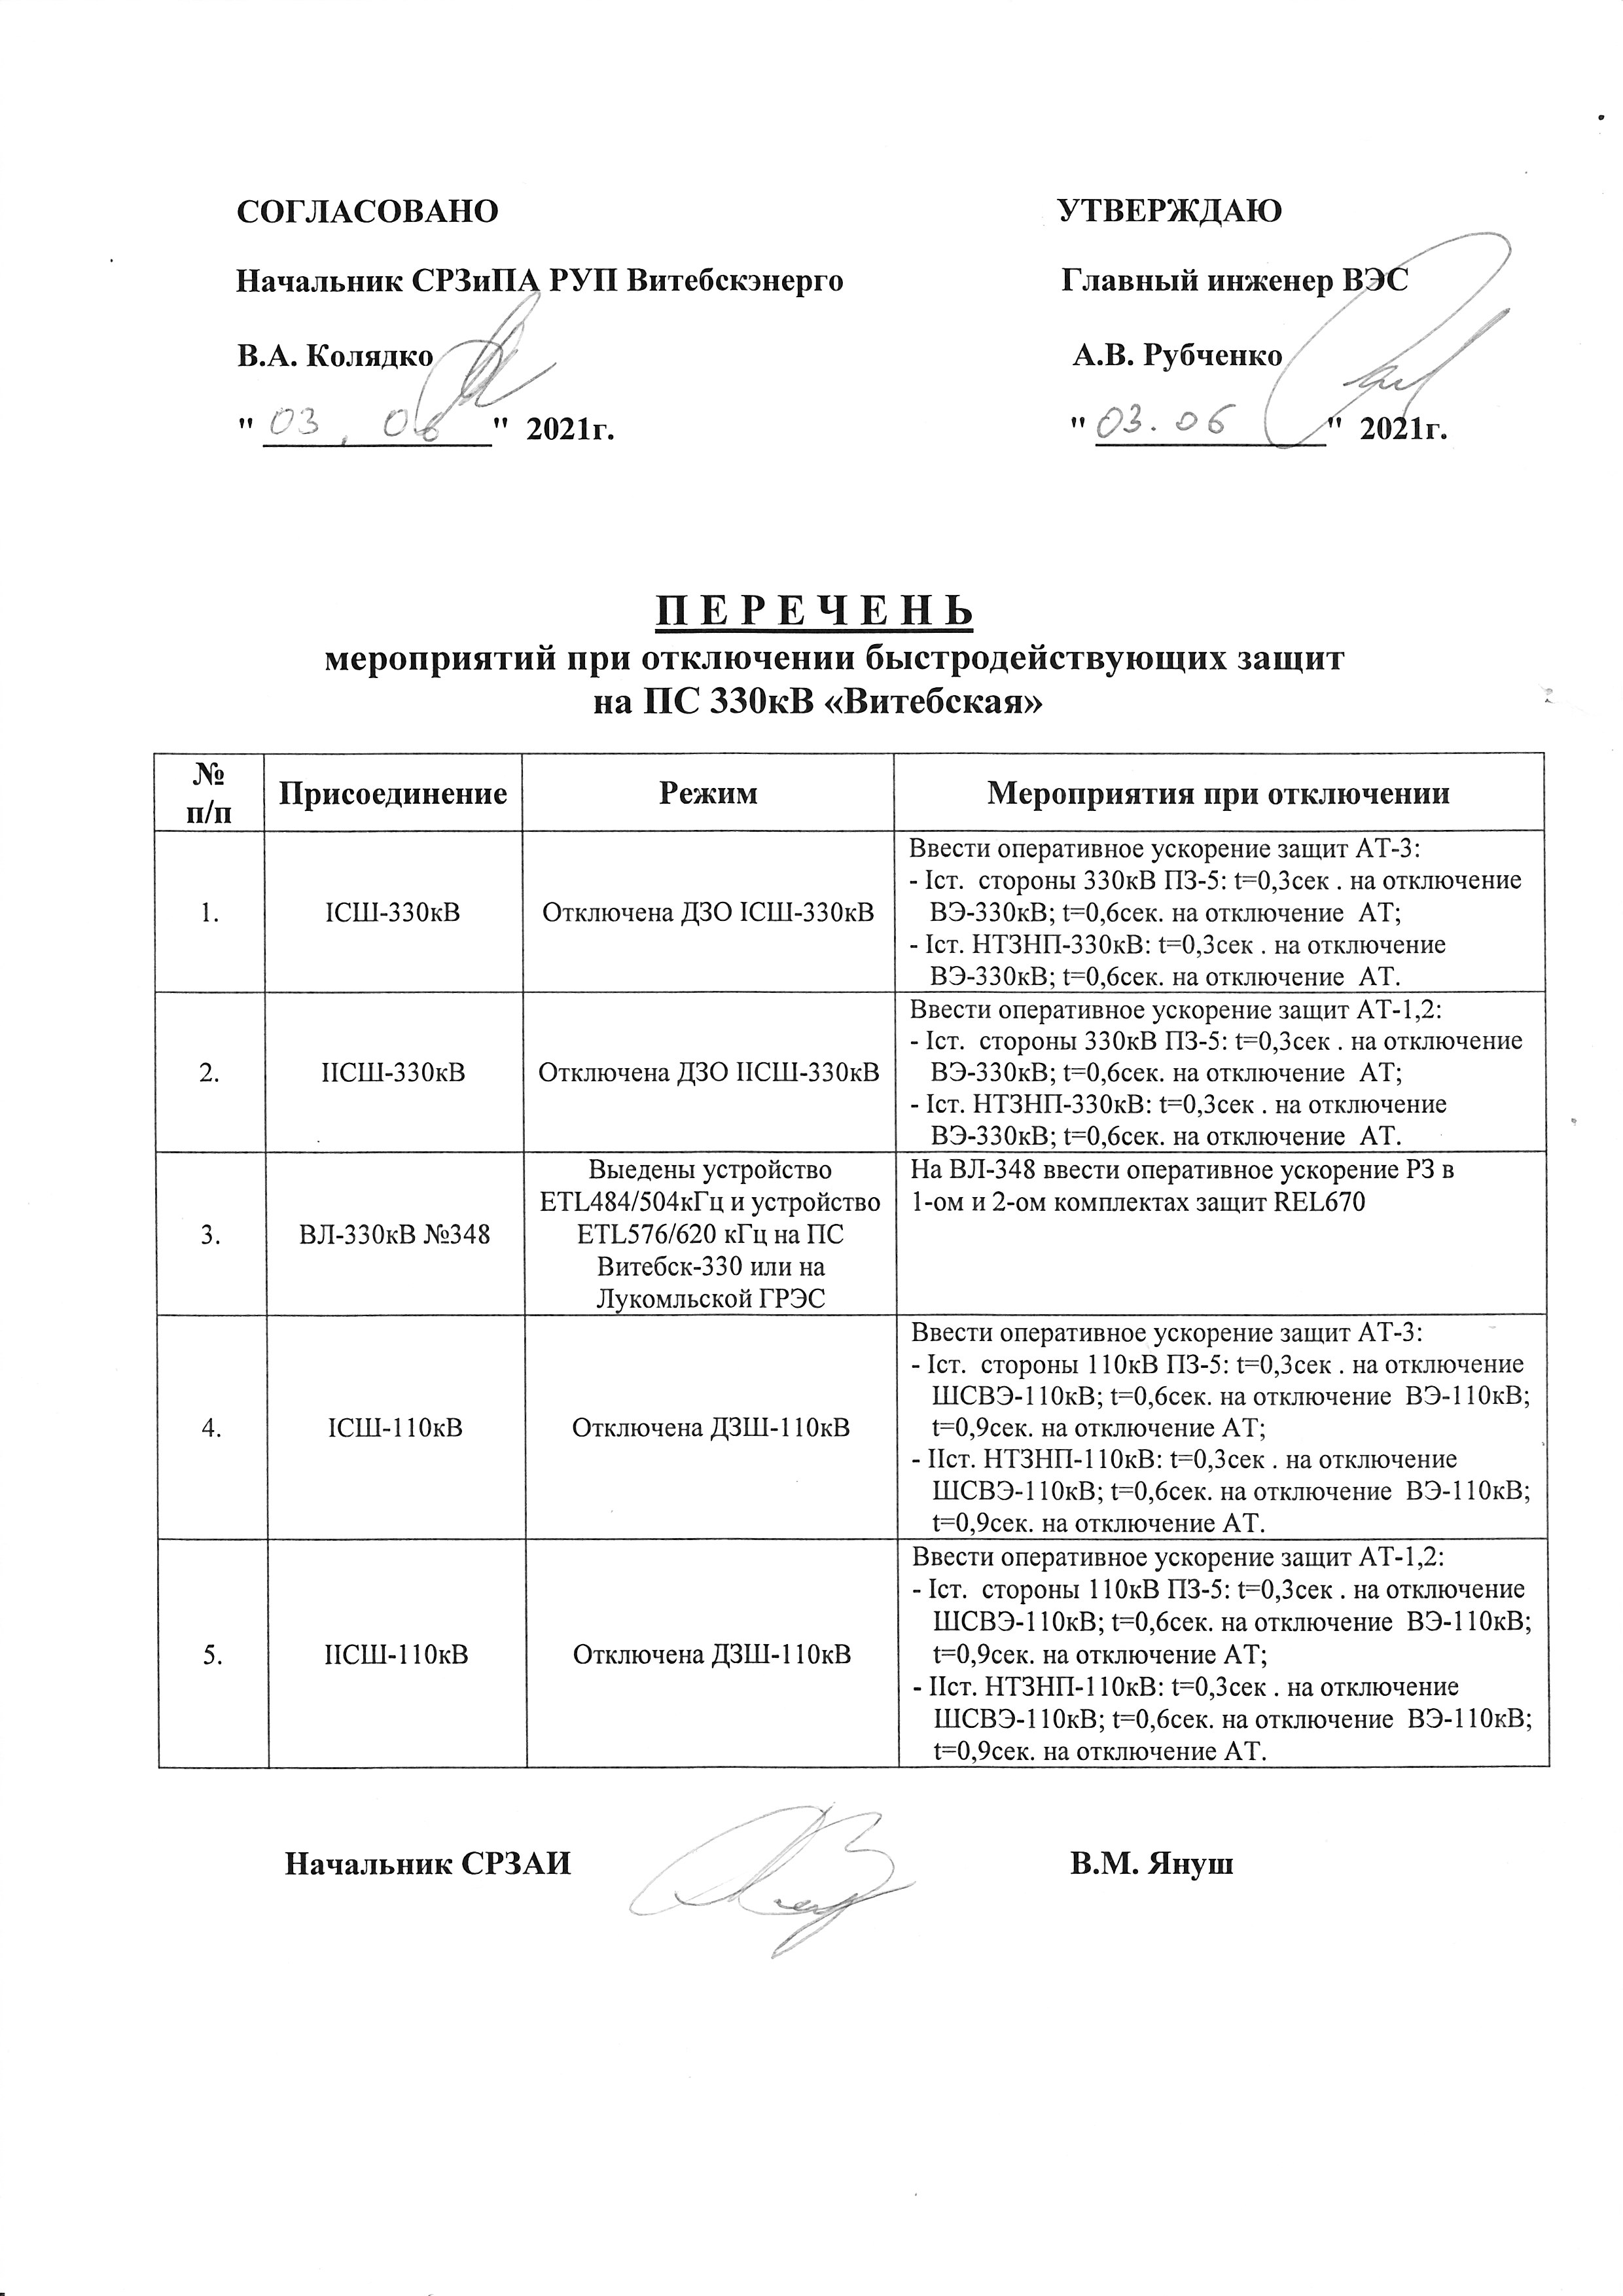 СОГЛАСОВАНО
УТВЕРЖДАЮ
Начальник СРЗиПА РУП Витебскэнерго
Главный инженер ВЭС
В.А. Колядко
А.В. Рубченко
" 03, 06 " 2021г.
" 03.06 " 2021г.
П Е Р Е Ч Е Н Ь
мероприятий при отключении быстродействующих защит
на ПС 330кВ «Витебская»
№
п/п
Присоединение
Режим
Мероприятия при отключении
1.
IСШ-330кВ
Отключена ДЗО IСШ-330кВ
Ввести оперативное ускорение защит АТ-3:
- Iст. стороны 330кВ ПЗ-5: t=0,3сек . на отключение
ВЭ-330кВ; t=0,6сек. на отключение АТ;
- Iст. НТЗНП-330кВ: t=0,3сек . на отключение
ВЭ-330кВ; t=0,6сек. на отключение АТ.
2.
IIСШ-330кВ
Отключена ДЗО IIСШ-330кВ
Ввести оперативное ускорение защит АТ-1,2:
- Iст. стороны 330кВ ПЗ-5: t=0,3сек . на отключение
ВЭ-330кВ; t=0,6сек. на отключение АТ;
- Iст. НТЗНП-330кВ: t=0,3сек . на отключение
ВЭ-330кВ; t=0,6сек. на отключение АТ.
3.
ВЛ-330кВ №348
Выедены устройство
ETL484/504кГц и устройство
ETL576/620 кГц на ПС
Витебск-330 или на
Лукомльской ГРЭС
На ВЛ-348 ввести оперативное ускорение РЗ в
1-ом и 2-ом комплектах защит REL670
4.
IСШ-110кВ
Отключена ДЗШ-110кВ
Ввести оперативное ускорение защит АТ-3:
- Iст. стороны 110кВ ПЗ-5: t=0,3сек . на отключение
ШСВЭ-110кВ; t=0,6сек. на отключение ВЭ-110кВ;
t=0,9сек. на отключение АТ;
- IIст. НТЗНП-110кВ: t=0,3сек . на отключение
ШСВЭ-110кВ; t=0,6сек. на отключение ВЭ-110кВ;
t=0,9сек. на отключение АТ.
5.
IIСШ-110кВ
Отключена ДЗШ-110кВ
Ввести оперативное ускорение защит АТ-1,2:
- Iст. стороны 110кВ ПЗ-5: t=0,3сек . на отключение
ШСВЭ-110кВ; t=0,6сек. на отключение ВЭ-110кВ;
t=0,9сек. на отключение АТ;
- IIст. НТЗНП-110кВ: t=0,3сек . на отключение
ШСВЭ-110кВ; t=0,6сек. на отключение ВЭ-110кВ;
t=0,9сек. на отключение АТ.
Начальник СРЗАИ
В.М. Януш